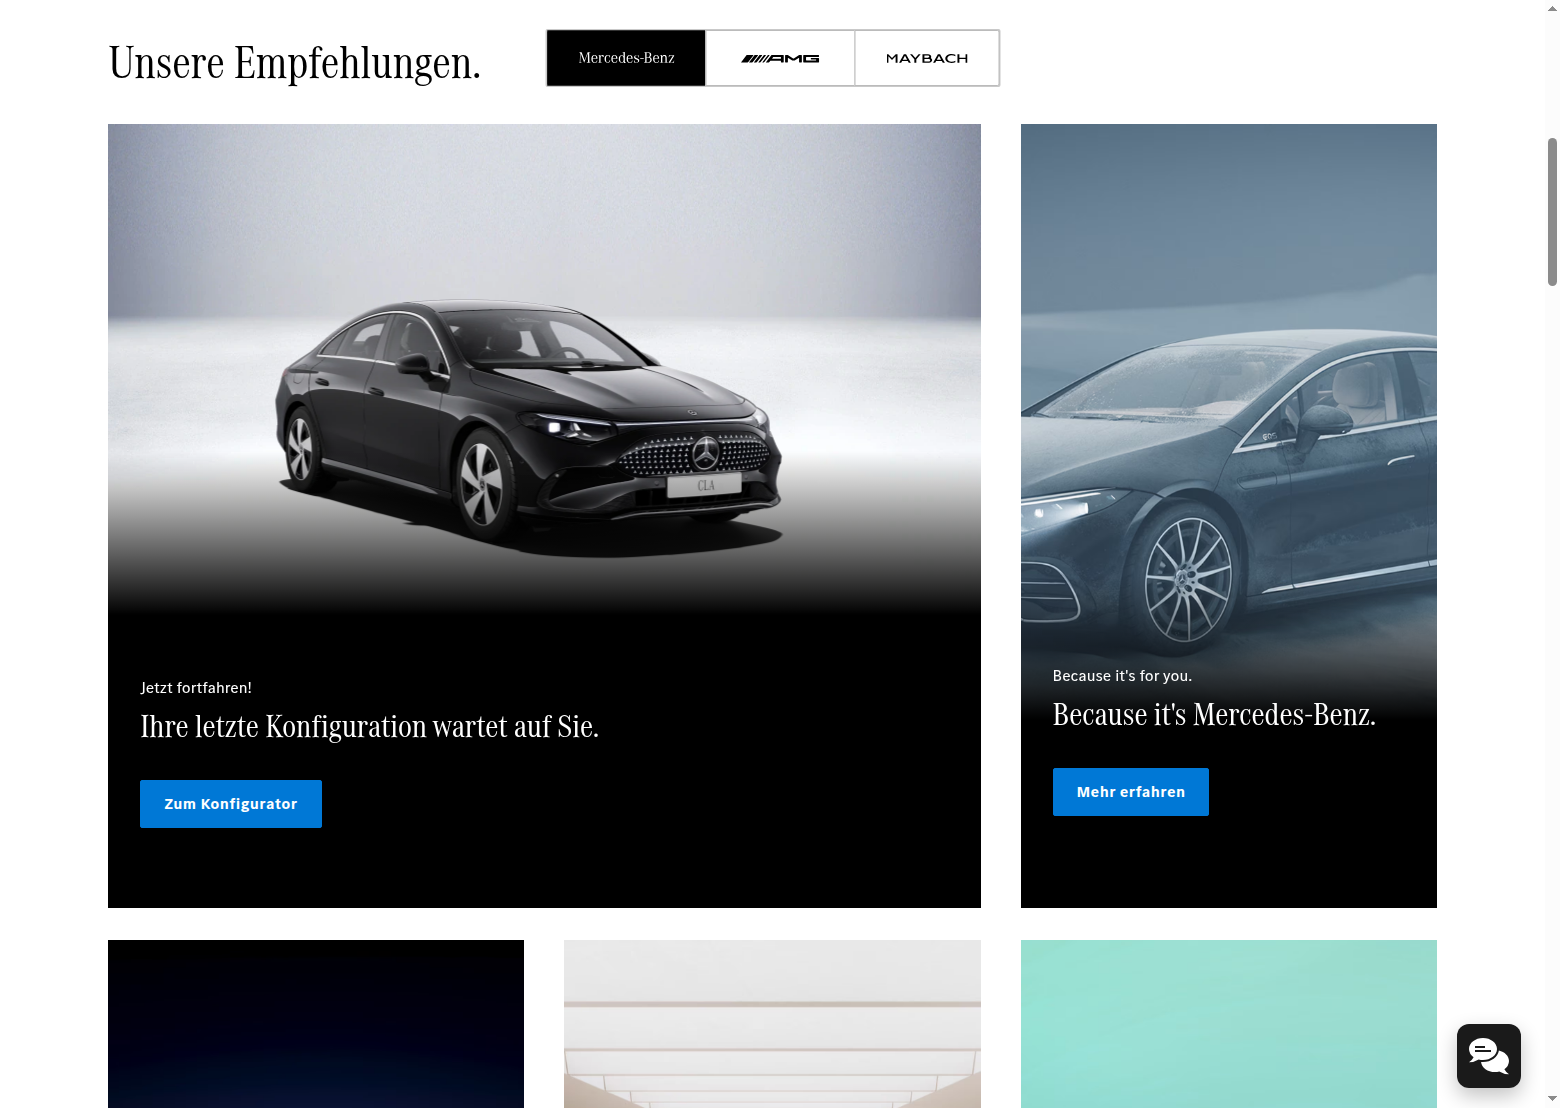 Unsere Empfehlungen.
Mercedes-Benz
AMG
MAYBACH
CLA
EQS
Jetzt fortfahren!
Ihre letzte Konfiguration wartet auf Sie.
Zum Konfigurator
Because it's for you.
Because it's Mercedes-Benz.
Mehr erfahren